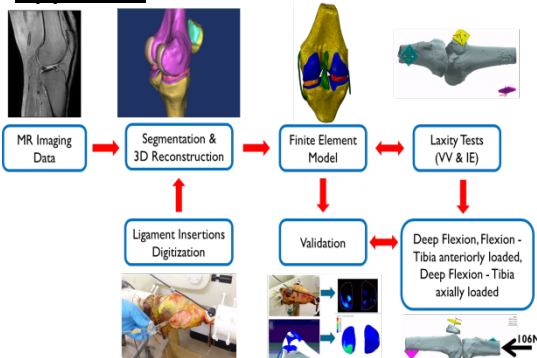 MR Imaging
Data
Segmentation &
3D Reconstruction
Finite Element
Model
Laxity Tests
(VV & IE)
Ligament Insertions
Digitization
Validation
Deep Flexion, Flexion -
Tibia anteriorly loaded,
Deep Flexion - Tibia
axially loaded
106N